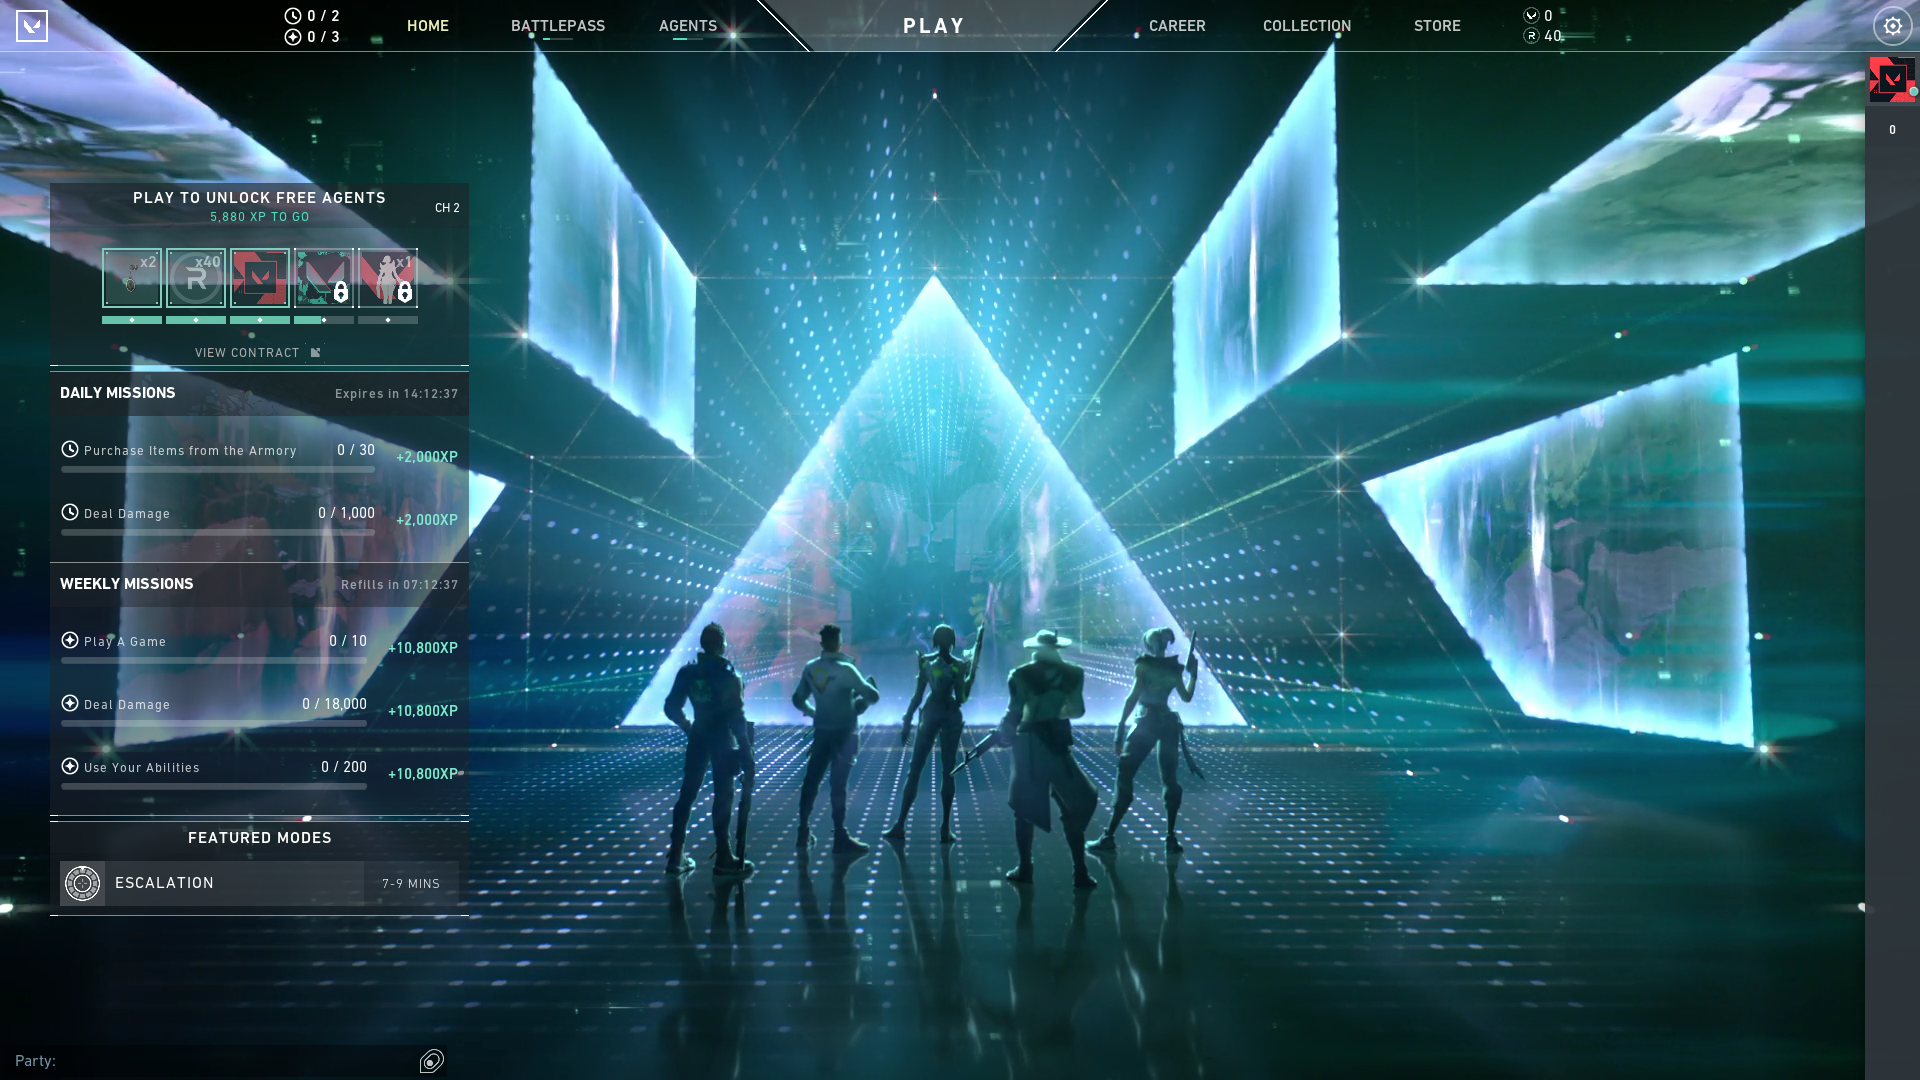 0 / 2
0 / 3
HOME
BATTLEPASS
AGENTS
PLAY
CAREER
COLLECTION
STORE
0
40
0
PLAY TO UNLOCK FREE AGENTS
5,880 XP TO GO
CH 2
x2
x40
x1
VIEW CONTRACT
DAILY MISSIONS
Expires in 14:12:37
Purchase Items from the Armory
0 / 30
+2,000XP
Deal Damage
0 / 1,000
+2,000XP
WEEKLY MISSIONS
Refills in 07:12:37
Play A Game
0 / 10
+10,800XP
Deal Damage
0 / 18,000
+10,800XP
Use Your Abilities
0 / 200
+10,800XP
FEATURED MODES
ESCALATION
7-9 MINS
Party: